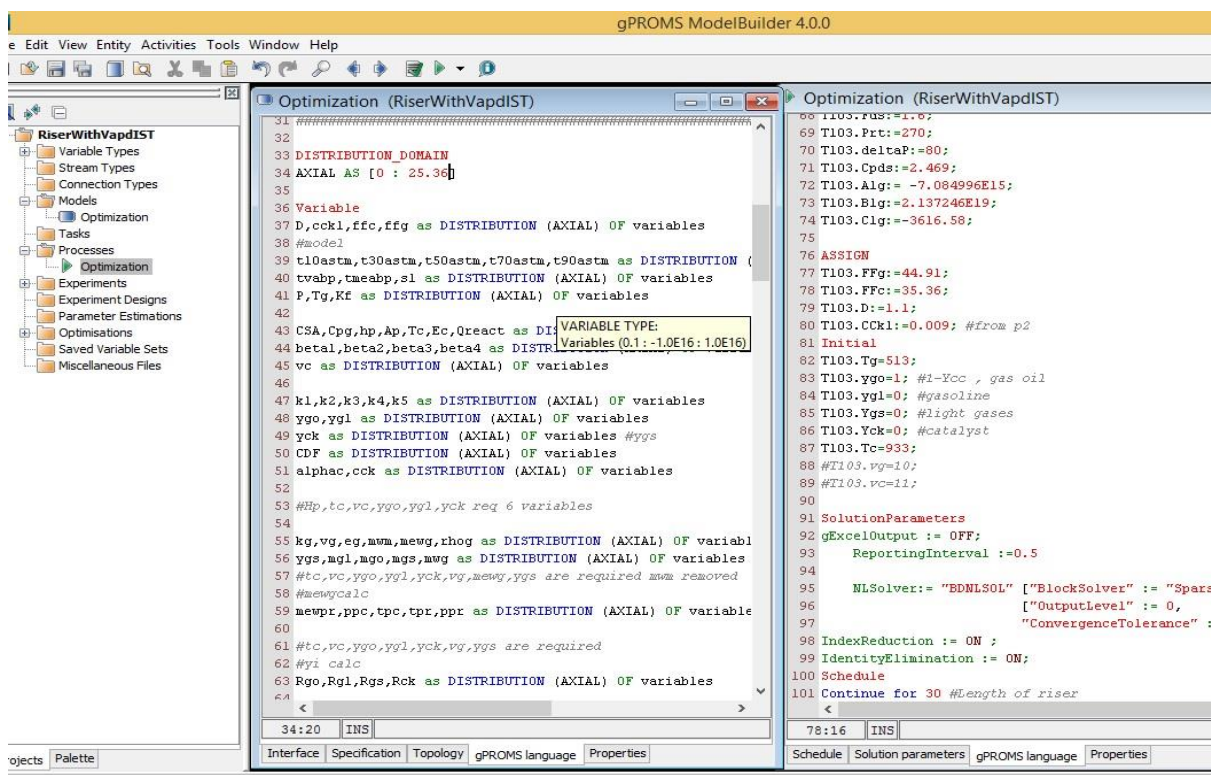 gPROMS ModelBuilder 4.0.0
e Edit View Entity Activities Tools Window Help
RiserWithVapdIST
Variable Types
Stream Types
Connection Types
Models
Optimization
Tasks
Processes
Optimization
Experiments
Experiment Designs
Parameter Estimations
Optimisations
Saved Variable Sets
Miscellaneous Files
ojects Palette
Optimization (RiserWithVapdIST)
31 ####################################################################
32
33 DISTRIBUTION_DOMAIN
34 AXIAL AS [0 : 25.36]
35
36 Variable
37 D,cckl,ffc,ffg as DISTRIBUTION (AXIAL) OF variables
38 #model
39 t10astm,t30astm,t50astm,t70astm,t90astm as DISTRIBUTION (
40 tvabp,tmeabp,sl as DISTRIBUTION (AXIAL) OF variables
41 P,Tg,Kf as DISTRIBUTION (AXIAL) OF variables
42
43 CSA,Cpg,hp,Ap,Tc,Ec,Qreact as DIS
VARIABLE TYPE:
Variables (0.1 : -1.0E16 : 1.0E16)
44 beta1,beta2,beta3,beta4 as DISTR
45 vc as DISTRIBUTION (AXIAL) OF variables
46
47 k1,k2,k3,k4,k5 as DISTRIBUTION (AXIAL) OF variables
48 ygo,ygl as DISTRIBUTION (AXIAL) OF variables
49 yck as DISTRIBUTION (AXIAL) OF variables #ygs
50 CDF as DISTRIBUTION (AXIAL) OF variables
51 alphac,cck as DISTRIBUTION (AXIAL) OF variables
52
53 #Hp,tc,vc,ygo,ygl,yck req 6 variables
54
55 kg,vg,eg,mwm,mewg,rhog as DISTRIBUTION (AXIAL) OF variabl
56 ygs,mgl,mgo,mgs,mwg as DISTRIBUTION (AXIAL) OF variables
57 #tc,vc,ygo,ygl,yck,vg,mewg,ygs are required mwm removed
58 #mewgcalc
59 mewpr,ppc,tpc,tpr,ppr as DISTRIBUTION (AXIAL) OF variable
60
61 #tc,vc,ygo,ygl,yck,vg,ygs are required
62 #yi calc
63 Rgo,Rgl,Rgs,Rck as DISTRIBUTION (AXIAL) OF variables
64
34:20 INS
Interface Specification Topology gPROMS language Properties
Optimization (RiserWithVapdIST)
68 T103.Fds:=1.6;
69 T103.Prt:=270;
70 T103.deltaP:=80;
71 T103.Cpds:=2.469;
72 T103.Alg:= -7.084996E15;
73 T103.Blg:=2.137246E19;
74 T103.Clg:=-3616.58;
75
76 ASSIGN
77 T103.FFg:=44.91;
78 T103.FFc:=35.36;
79 T103.D:=1.1;
80 T103.CCkl:=0.009; #from p2
81 Initial
82 T103.Tg=513;
83 T103.ygo=1; #1-Ycc , gas oil
84 T103.ygl=0; #gasoline
85 T103.Ygs=0; #light gases
86 T103.Yck=0; #catalyst
87 T103.Tc=933;
88 #T103.vg=10;
89 #T103.vc=11;
90
91 SolutionParameters
92 gExcelOutput := OFF;
93 ReportingInterval :=0.5
94
95 NLSolver:= "BDNLSOL" ["BlockSolver" := "Spars
96 ["OutputLevel" := 0,
97 "ConvergenceTolerance" :
98 IndexReduction := ON ;
99 IdentityElimination := ON;
100 Schedule
101 Continue for 30 #Length of riser
78:16 INS
Schedule Solution parameters gPROMS language Properties